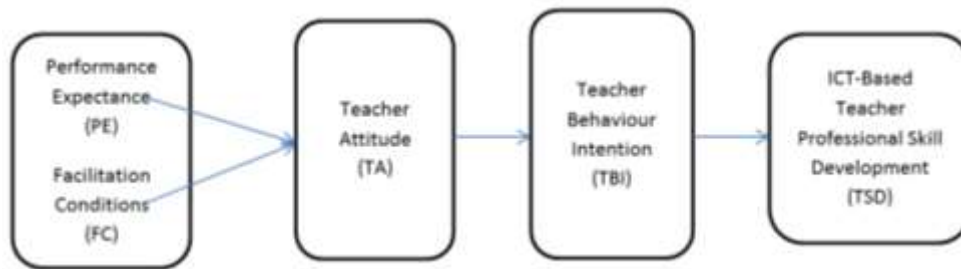 Performance
Expectance
(PE)
Facilitation
Conditions
(FC)
Teacher
Attitude
(TA)
Teacher
Behaviour
Intention
(TBI)
ICT-Based
Teacher
Professional Skill
Development
(TSD)